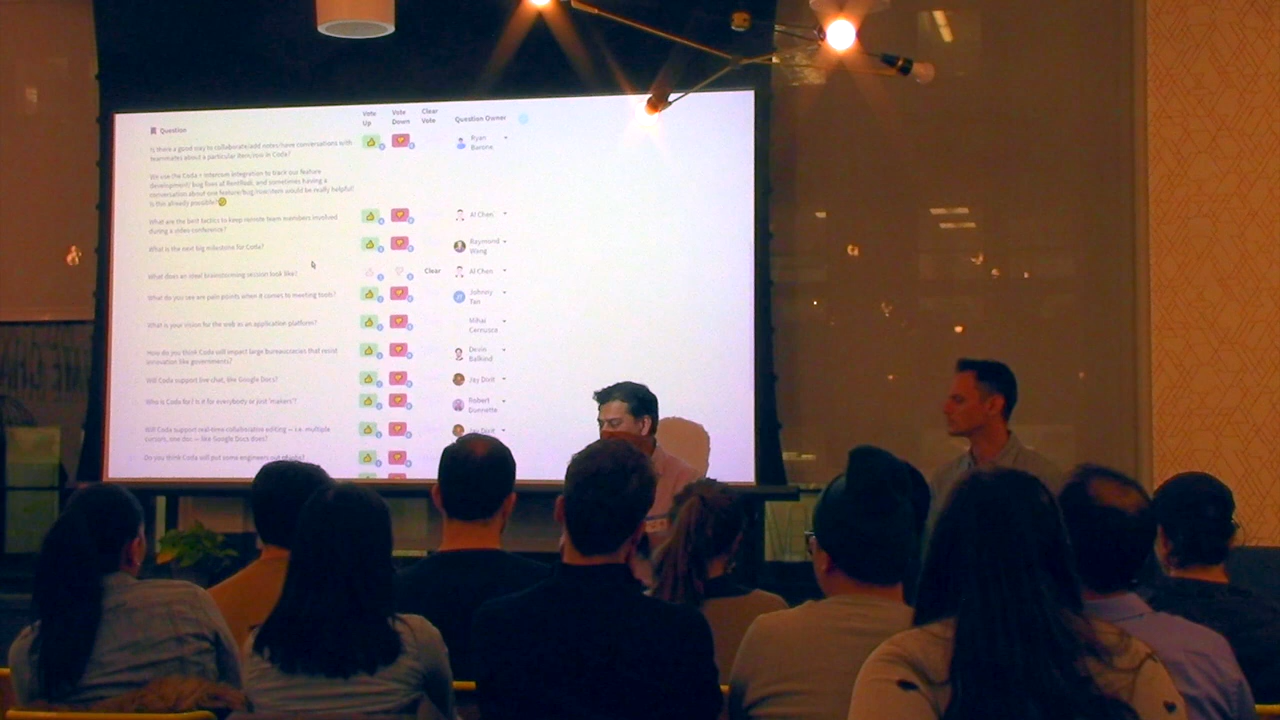 Question
Vote Up
Vote Down
Clear Vote
Question Owner
Is there a good way to collaborate/add notes/have conversations with
teammates about a particular item/row in Coda?
We use the Coda + Intercom integration to track our feature
development/ bug fixes of RentRedi, and sometimes having a
conversation about one feature/bug row/item would be really helpful!
Is this already possible?
Ryan
Barone
What are the best tactics to keep remote team members involved
during a video conference?
Al Chen
What is the next big milestone for Coda?
Raymond
Wang
What does an ideal brainstorming session look like?
Clear
Al Chen
What do you see are pain points when it comes to meeting tools?
Johnny
Tan
What is your vision for the web as an application platform?
Mihai
How do you think Coda will impact large bureaucracies that resist
innovation like governments?
Devin
Balkind
Will Coda support live chat, like Google Docs?
Jay Dixit
Who is Coda for? Is it for everybody or just 'makers'?
Robert
Will Coda support real-time collaborative editing — i.e. multiple
cursors, one doc — like Google Docs does?
Jay Dixit
Do you think Coda will put some engineers out of jobs?